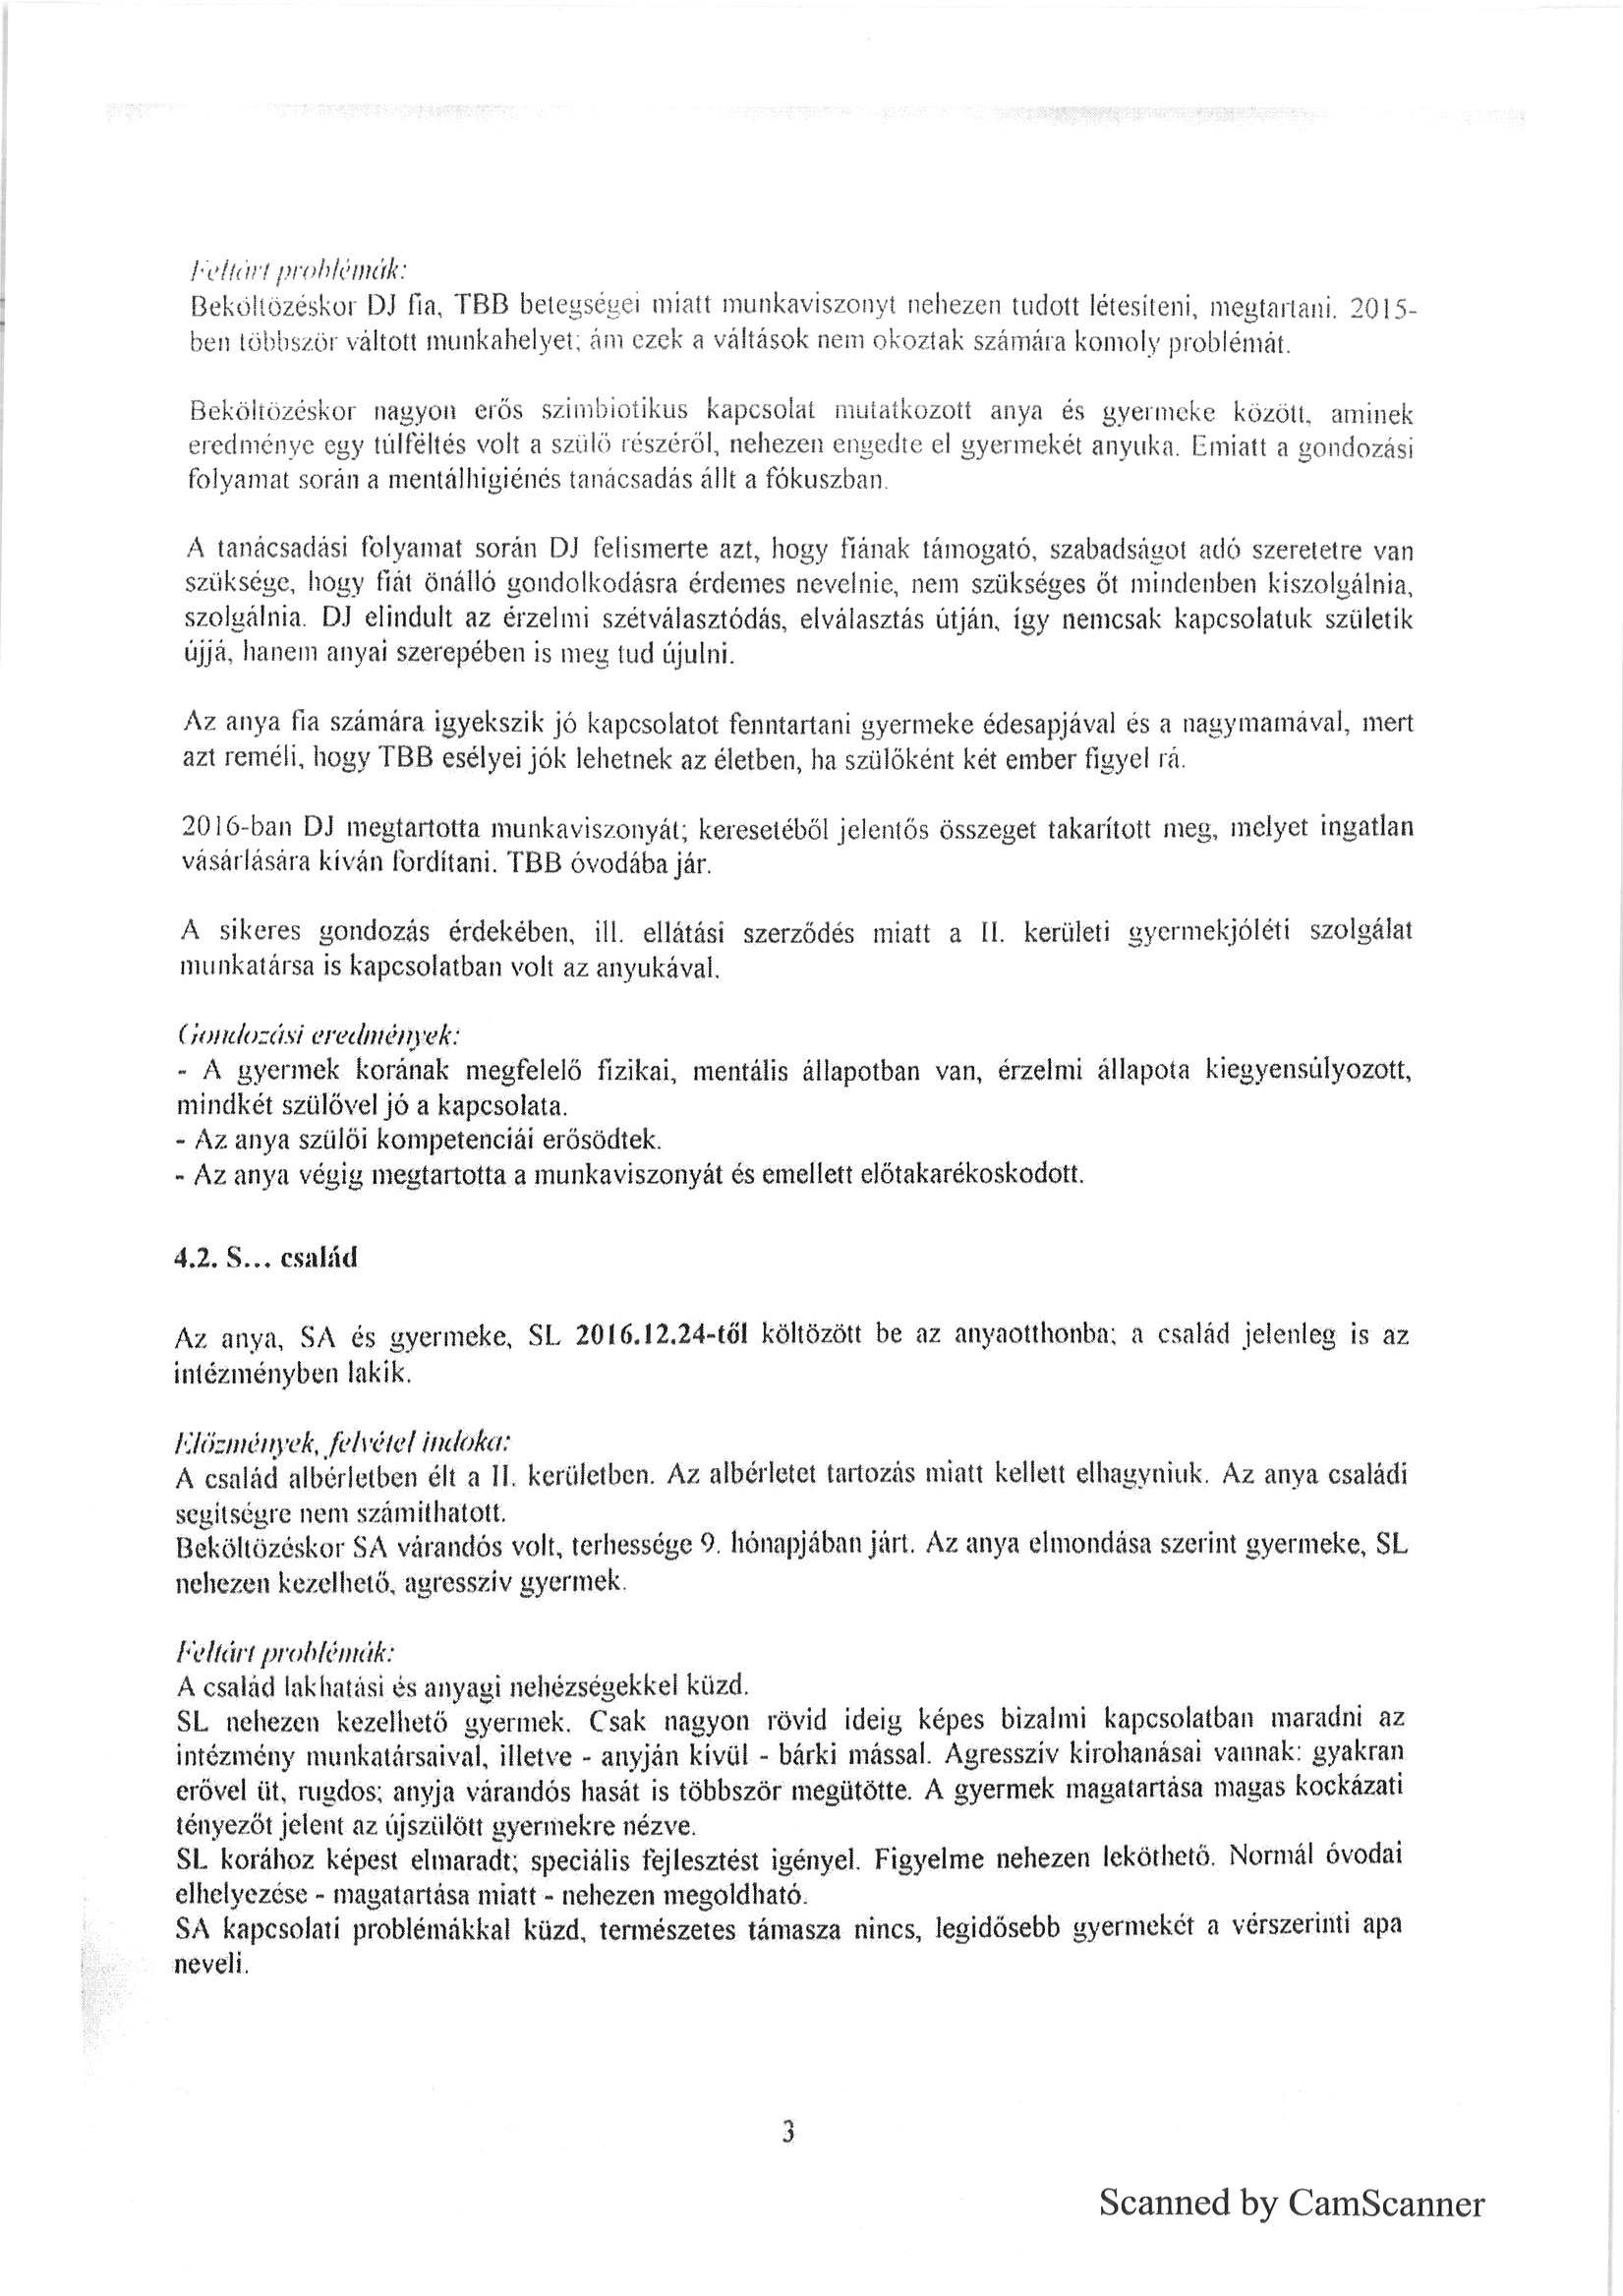 Feltárt problémák:
Beköltözéskor DJ fia, TBB betegségei miatt munkaviszonyt nehezen tudott létesíteni, megtartani. 2015-
ben többször váltott munkahelyet; ám ezek a váltások nem okoztak számára komoly problémát.
Beköltözéskor nagyon erős szimbiotikus kapcsolat mutatkozott anya és gyermeke között, aminek
eredménye egy túlféltés volt a szülő részéről, nehezen engedte el gyermekét anyuka. Emiatt a gondozási
folyamat során a mentálhigiénés tanácsadás állt a fókuszban.
A tanácsadási folyamat során DJ felismerte azt, hogy fiának támogató, szabadságot adó szeretetre van
szüksége, hogy fiát önálló gondolkodásra érdemes nevelnie, nem szükséges őt mindenben kiszolgálnia,
szolgálnia. DJ elindult az érzelmi szétválasztódás, elválasztás útján, így nemcsak kapcsolatuk születik
újjá, hanem anyai szerepében is meg tud újulni.
Az anya fia számára igyekszik jó kapcsolatot fenntartani gyermeke édesapjával és a nagymamával, mert
azt reméli, hogy TBB esélyei jók lehetnek az életben, ha szülőként két ember figyel rá.
2016-ban DJ megtartotta munkaviszonyát; keresetéből jelentős összeget takarított meg, melyet ingatlan
vásárlására kíván fordítani. TBB óvodába jár.
A sikeres gondozás érdekében, ill. ellátási szerződés miatt a II. kerületi gyermekjóléti szolgálat
munkatársa is kapcsolatban volt az anyukával.
Gondozási eredmények:
- A gyermek korának megfelelő fizikai, mentális állapotban van, érzelmi állapota kiegyensúlyozott,
mindkét szülővel jó a kapcsolata.
- Az anya szülői kompetenciái erősödtek.
- Az anya végig megtartotta a munkaviszonyát és emellett előtakarékoskodott.
4.2. S... család
Az anya, SA és gyermeke, SL 2016.12.24-től költözött be az anyaotthonba; a család jelenleg is az
intézményben lakik.
Előzmények, felvétel indoka:
A család albérletben élt a II. kerületben. Az albérletet tartozás miatt kellett elhagyniuk. Az anya családi
segítségre nem számíthatott.
Beköltözéskor SA várandós volt, terhessége 9. hónapjában járt. Az anya elmondása szerint gyermeke, SL
nehezen kezelhető, agresszív gyermek.
Feltárt problémák:
A család lakhatási és anyagi nehézségekkel küzd.
SL nehezen kezelhető gyermek. Csak nagyon rövid ideig képes bizalmi kapcsolatban maradni az
intézmény munkatársaival, illetve - anyján kívül - bárki mással. Agresszív kirohanásai vannak: gyakran
erővel üt, rugdos; anyja várandós hasát is többször megütötte. A gyermek magatartása magas kockázati
tényezőt jelent az újszülött gyermekre nézve.
SL korához képest elmaradt; speciális fejlesztést igényel. Figyelme nehezen leköthető. Normál óvodai
elhelyezése - magatartása miatt - nehezen megoldható.
SA kapcsolati problémákkal küzd, természetes támasza nincs, legidősebb gyermekét a vérszerinti apa
neveli.
3
Scanned by CamScanner